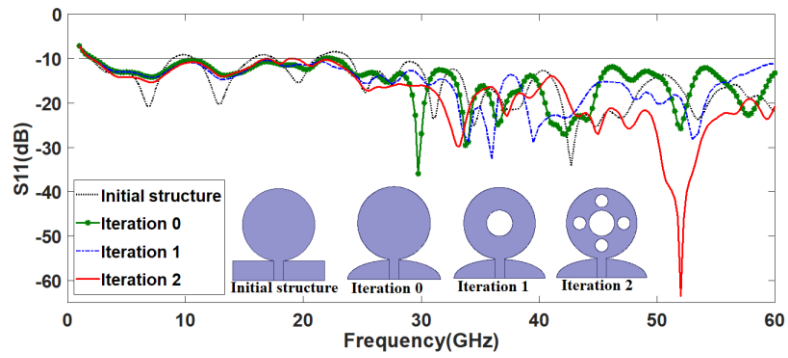 0
-10
-20
-30
-40
-50
-60
S11(dB)
Initial structure
Iteration 0
Iteration 1
Iteration 2
Initial structure
Iteration 0
Iteration 1
Iteration 2
0
10
20
30
40
50
60
Frequency(GHz)